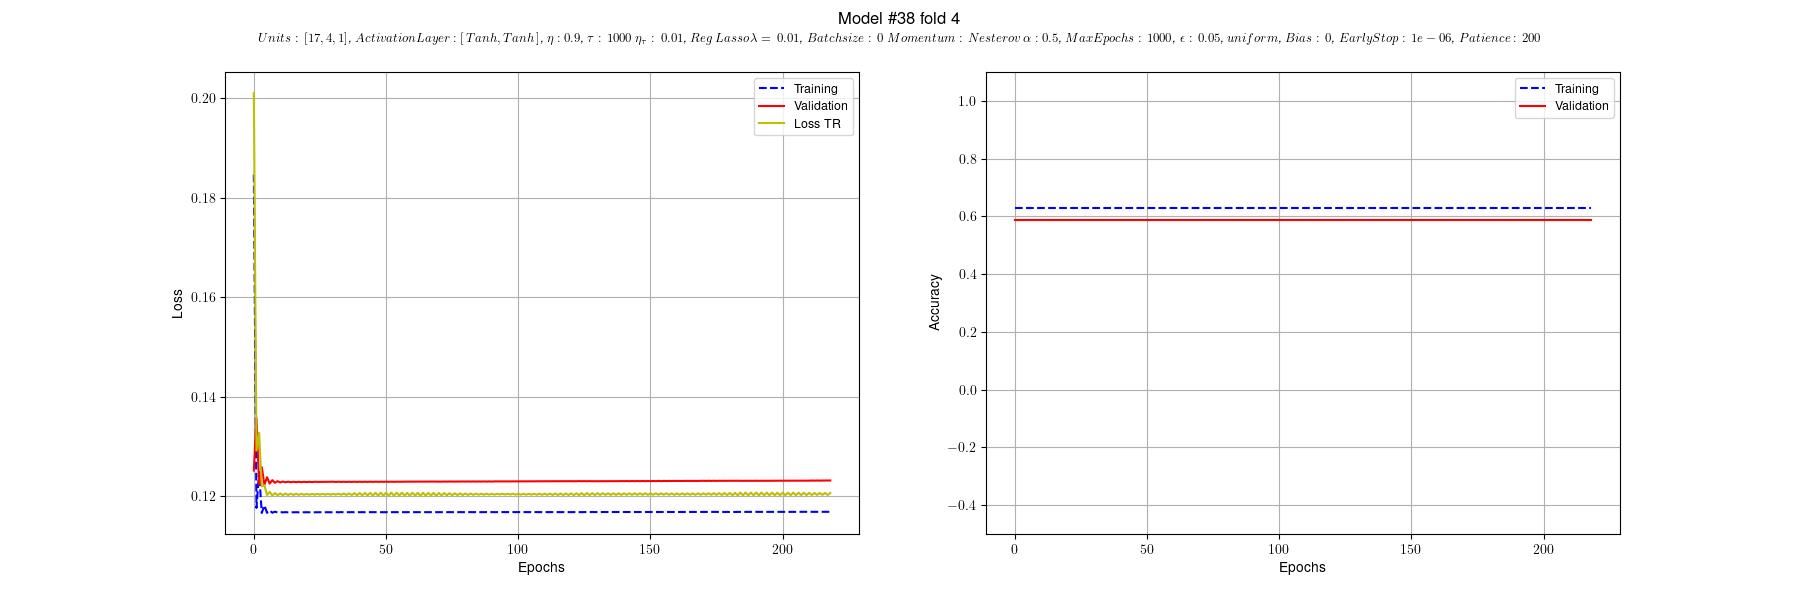 Model #38 fold 4
Units : [17, 4, 1], ActivationLayer : [Tanh, Tanh], η : 0.9, τ : 1000 η_τ : 0.01, Reg Lasso λ = 0.01, Batchsize : 0 Momentum : Nesterov α : 0.5, MaxEpochs : 1000, ϵ : 0.05, uniform, Bias : 0, EarlyStop : 1e − 06, Patience : 200
Training
Validation
Loss TR
0.20
0.18
0.16
0.14
0.12
Loss
0 50 100 150 200
Epochs
Training
Validation
1.0
0.8
0.6
0.4
0.2
0.0
−0.2
−0.4
Accuracy
0 50 100 150 200
Epochs